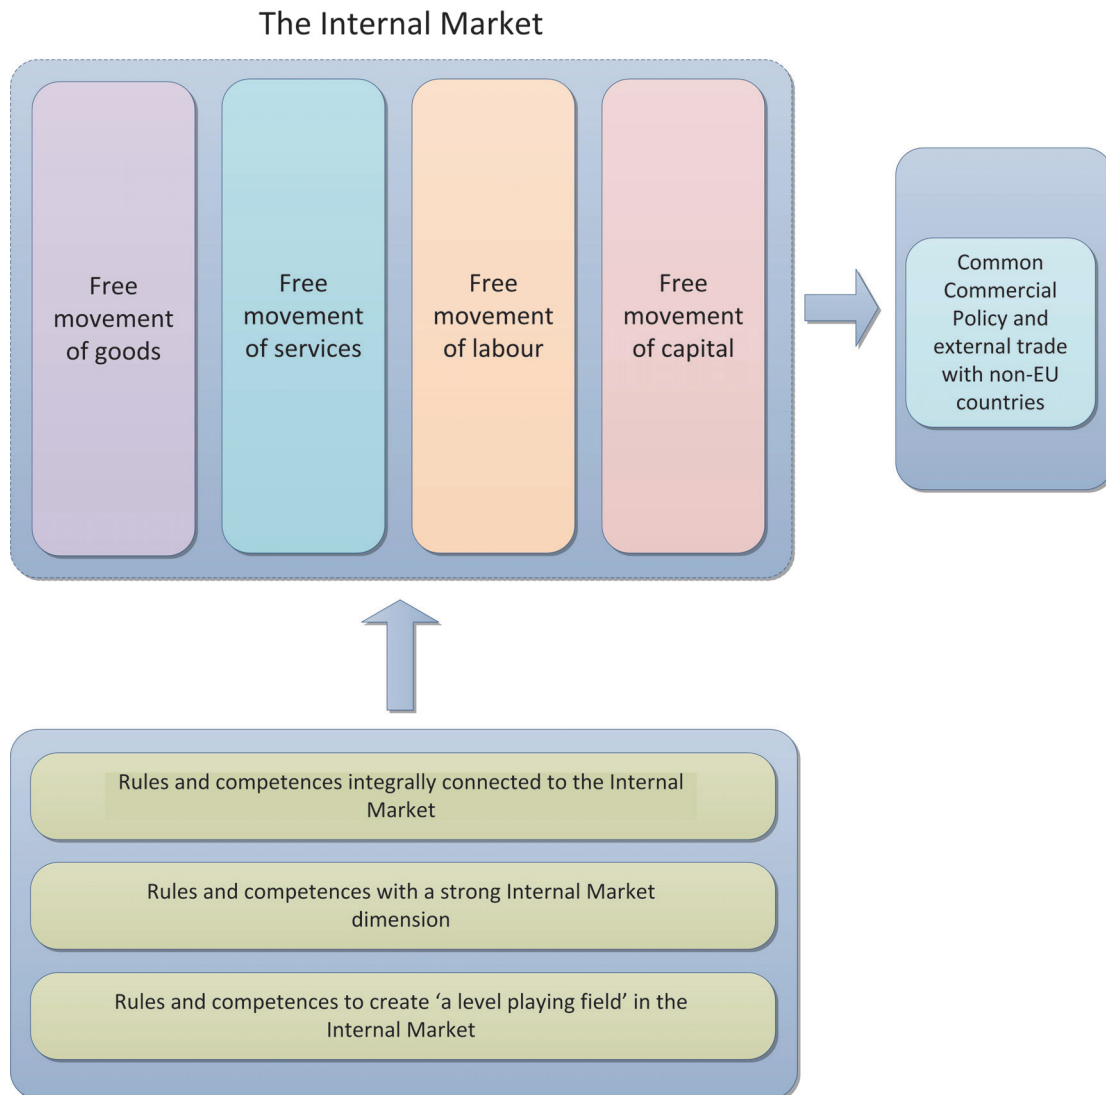 The Internal Market
Free
movement
of goods
Free
movement
of services
Free
movement
of labour
Free
movement
of capital
Common
Commercial
Policy and
external trade
with non-EU
countries
Rules and competences integrally connected to the Internal
Market
Rules and competences with a strong Internal Market
dimension
Rules and competences to create ‘a level playing field’ in the
Internal Market